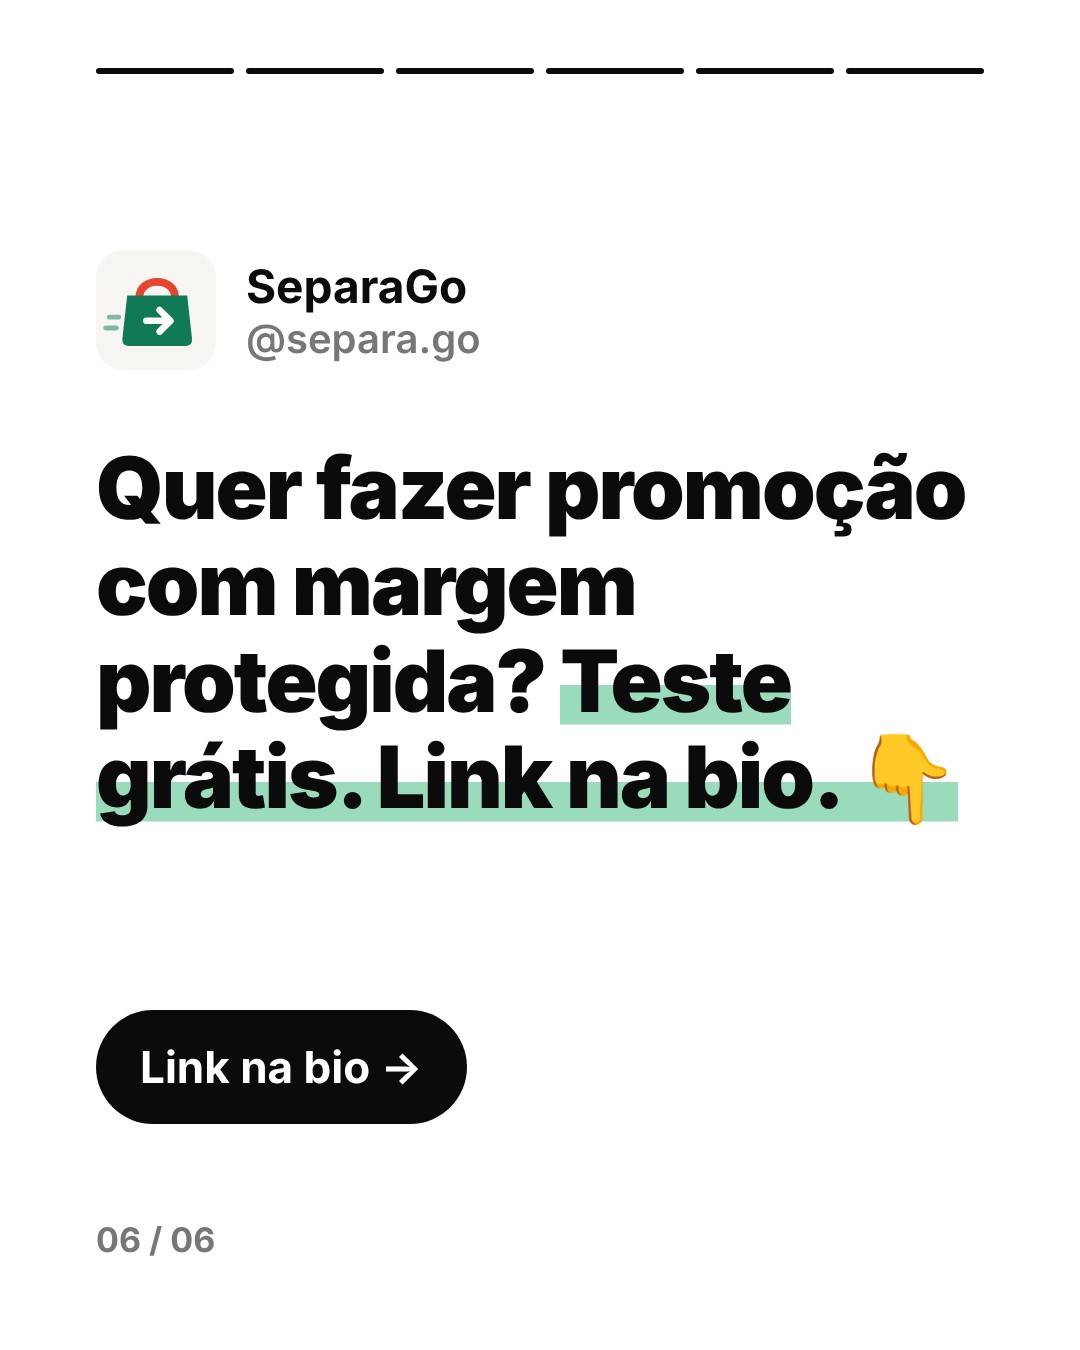 SeparaGo
@separa.go
Quer fazer promoção
com margem
protegida? Teste
grátis. Link na bio. 👇
Link na bio →
06 / 06